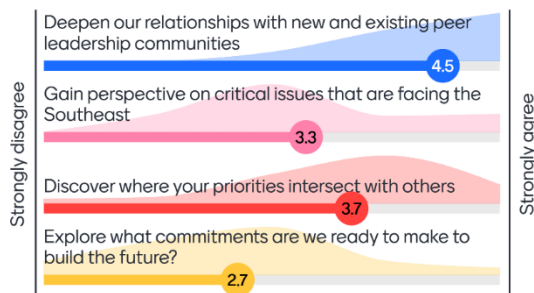 Deepen our relationships with new and existing peer
leadership communities
4.5
Gain perspective on critical issues that are facing the
Southeast
3.3
Discover where your priorities intersect with others
3.7
Explore what commitments are we ready to make to
build the future?
2.7
Strongly disagree
Strongly agree